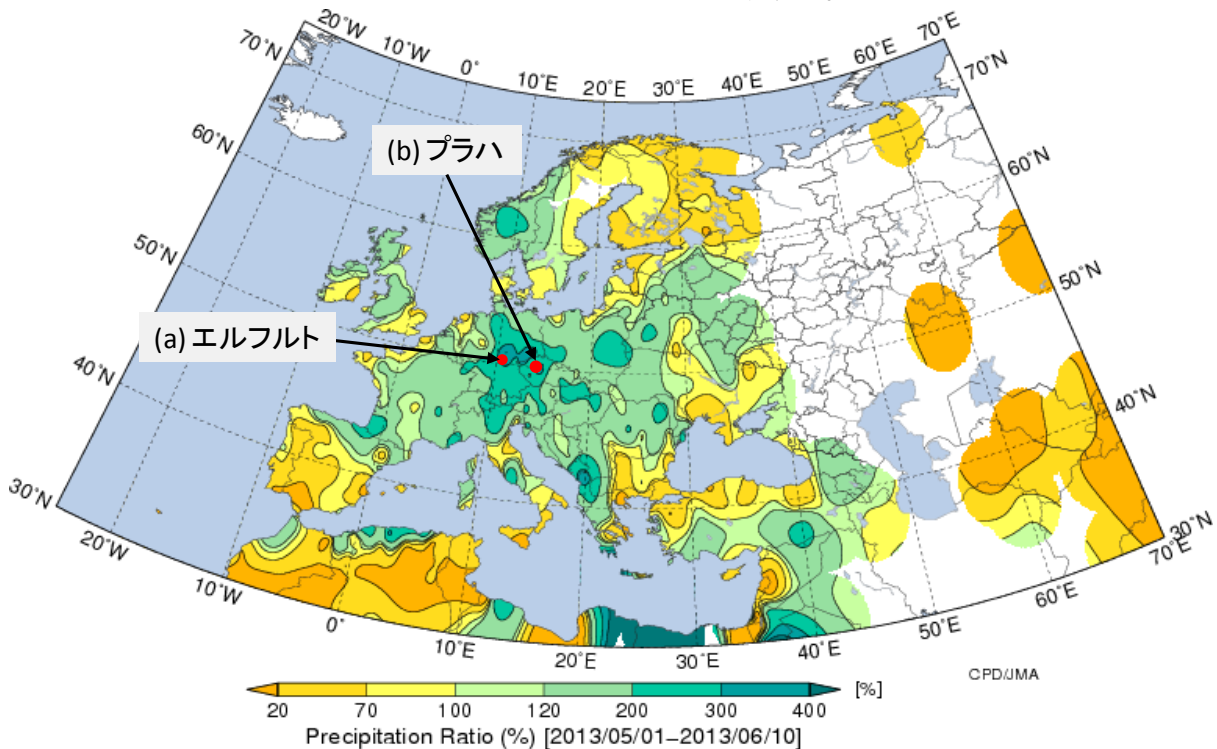 20°W
10°W
0°
10°E
20°E
30°E
40°E
50°E
60°E
70°E
70°N
70°N
60°N
60°N
50°N
50°N
40°N
40°N
30°N
30°N
(b) プラハ
(a) エルフルト
20°W
10°W
0°
10°E
20°E
30°E
40°E
50°E
60°E
70°E
CPD/JMA
20 70 100 120 200 300 400 [%]
Precipitation Ratio (%) [2013/05/01−2013/06/10]